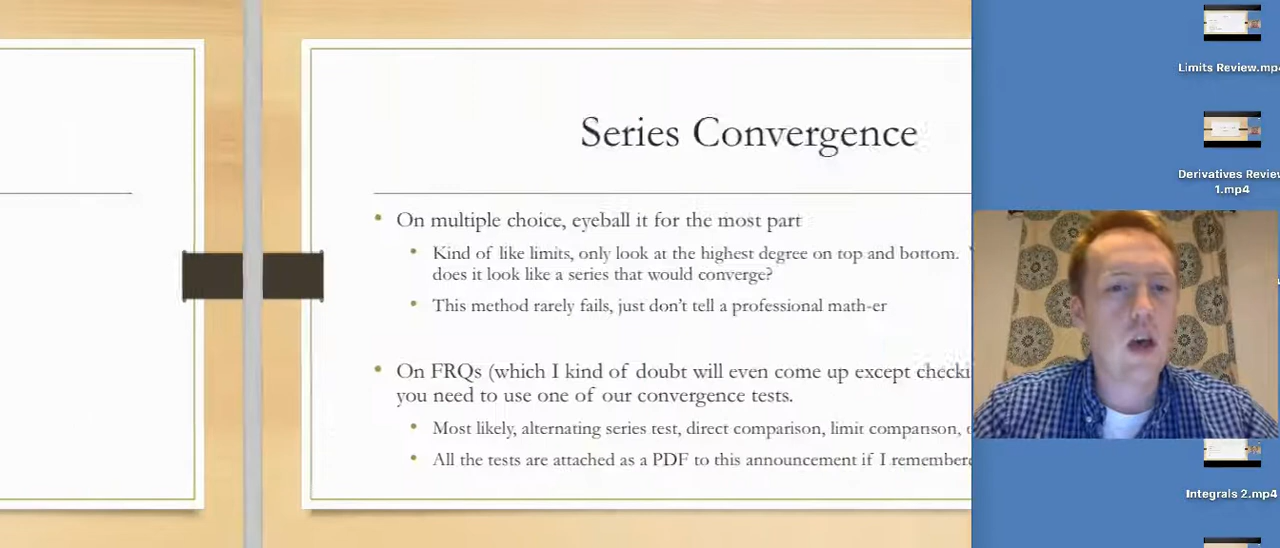 Series Convergence
On multiple choice, eyeball it for the most part
Kind of like limits, only look at the highest degree on top and bottom.
does it look like a series that would converge?
This method rarely fails, just don't tell a professional math-er
On FRQs (which I kind of doubt will even come up except checki
you need to use one of our convergence tests.
Most likely, alternating series test, direct comparison, limit comparison,
All the tests are attached as a PDF to this announcement if I remembere
Limits Review.mp4
Derivatives Review
1.mp4
Integrals 2.mp4